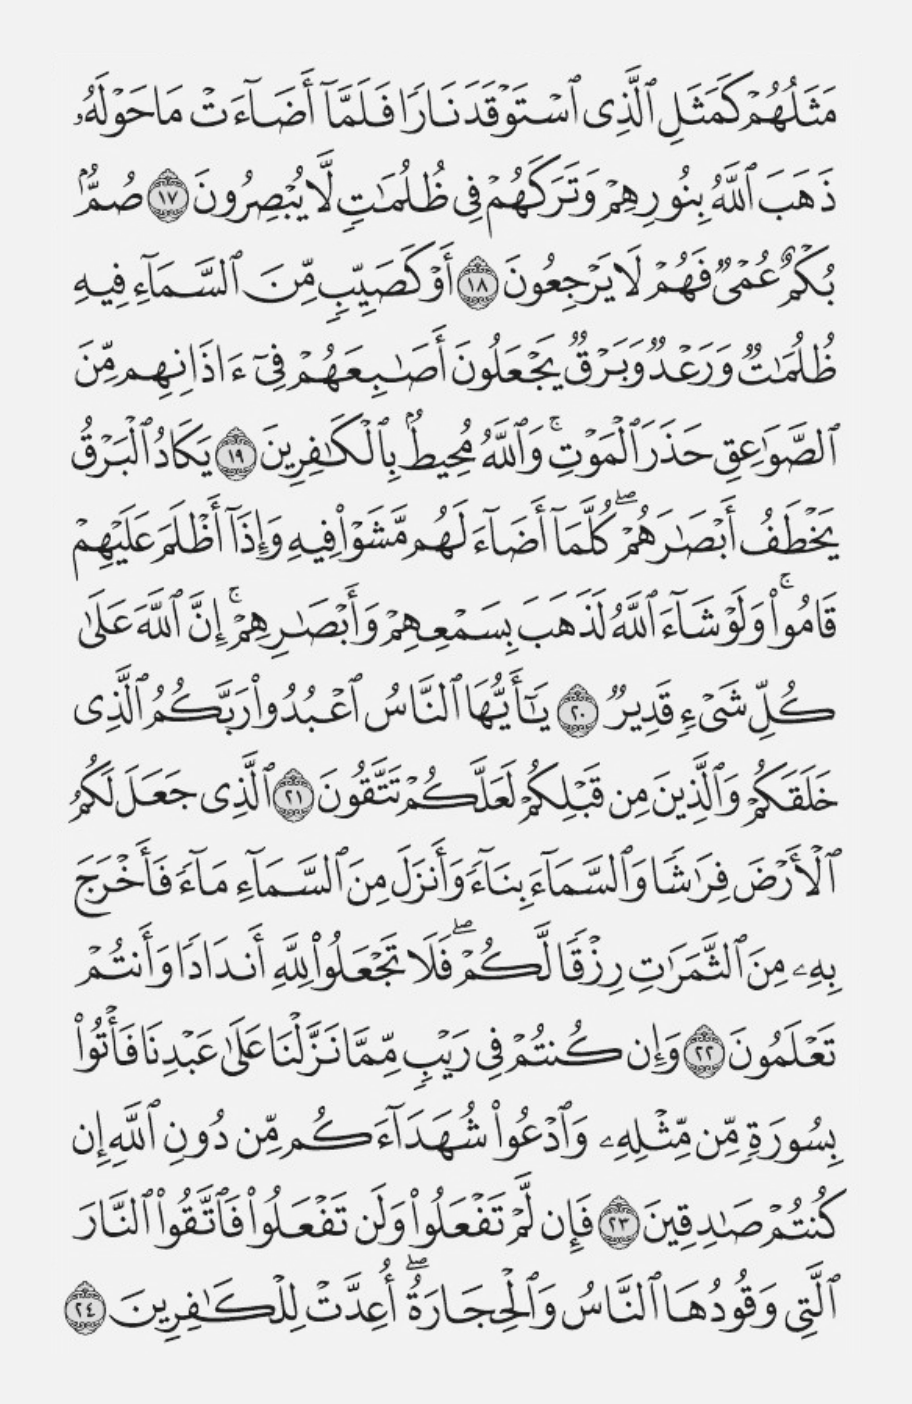 مَثَلُهُمْ كَمَثَلِ ٱلَّذِى ٱسْتَوْقَدَ نَارًا فَلَمَّآ أَضَآءَتْ مَا حَوْلَهُۥ
ذَهَبَ ٱللَّهُ بِنُورِهِمْ وَتَرَكَهُمْ فِى ظُلُمَـٰتٍ لَّا يُبْصِرُونَ ١٧ صُمٌّۢ
بُكْمٌ عُمْىٌ فَهُمْ لَا يَرْجِعُونَ ١٨ أَوْ كَصَيِّبٍ مِّنَ ٱلسَّمَآءِ فِيهِ
ظُلُمَـٰتٌ وَرَعْدٌ وَبَرْقٌ يَجْعَلُونَ أَصَـٰبِعَهُمْ فِىٓ ءَاذَانِهِم مِّنَ
ٱلصَّوَٰعِقِ حَذَرَ ٱلْمَوْتِ ۚ وَٱللَّهُ مُحِيطٌۢ بِٱلْكَـٰفِرِينَ ١٩ يَكَادُ ٱلْبَرْقُ
يَخْطَفُ أَبْصَـٰرَهُمْ ۖ كُلَّمَآ أَضَآءَ لَهُم مَّشَوْا۟ فِيهِ وَإِذَآ أَظْلَمَ عَلَيْهِمْ
قَامُوا۟ ۚ وَلَوْ شَآءَ ٱللَّهُ لَذَهَبَ بِسَمْعِهِمْ وَأَبْصَـٰرِهِمْ ۚ إِنَّ ٱللَّهَ عَلَىٰ
كُلِّ شَىْءٍ قَدِيرٌ ٢٠ يَـٰٓأَيُّهَا ٱلنَّاسُ ٱعْبُدُوا۟ رَبَّكُمُ ٱلَّذِى
خَلَقَكُمْ وَٱلَّذِينَ مِن قَبْلِكُمْ لَعَلَّكُمْ تَتَّقُونَ ٢١ ٱلَّذِى جَعَلَ لَكُمُ
ٱلْأَرْضَ فِرَٰشًا وَٱلسَّمَآءَ بِنَآءً وَأَنزَلَ مِنَ ٱلسَّمَآءِ مَآءً فَأَخْرَجَ
بِهِۦ مِنَ ٱلثَّمَرَٰتِ رِزْقًا لَّكُمْ ۖ فَلَا تَجْعَلُوا۟ لِلَّهِ أَندَادًا وَأَنتُمْ
تَعْلَمُونَ ٢٢ وَإِن كُنتُمْ فِى رَيْبٍ مِّمَّا نَزَّلْنَا عَلَىٰ عَبْدِنَا فَأْتُوا۟
بِسُورَةٍ مِّن مِّثْلِهِۦ وَٱدْعُوا۟ شُهَدَآءَكُم مِّن دُونِ ٱللَّهِ إِن
كُنتُمْ صَـٰدِقِينَ ٢٣ فَإِن لَّمْ تَفْعَلُوا۟ وَلَن تَفْعَلُوا۟ فَٱتَّقُوا۟ ٱلنَّارَ
ٱلَّتِى وَقُودُهَا ٱلنَّاسُ وَٱلْحِجَارَةُ ۖ أُعِدَّتْ لِلْكَـٰفِرِينَ ٢٤